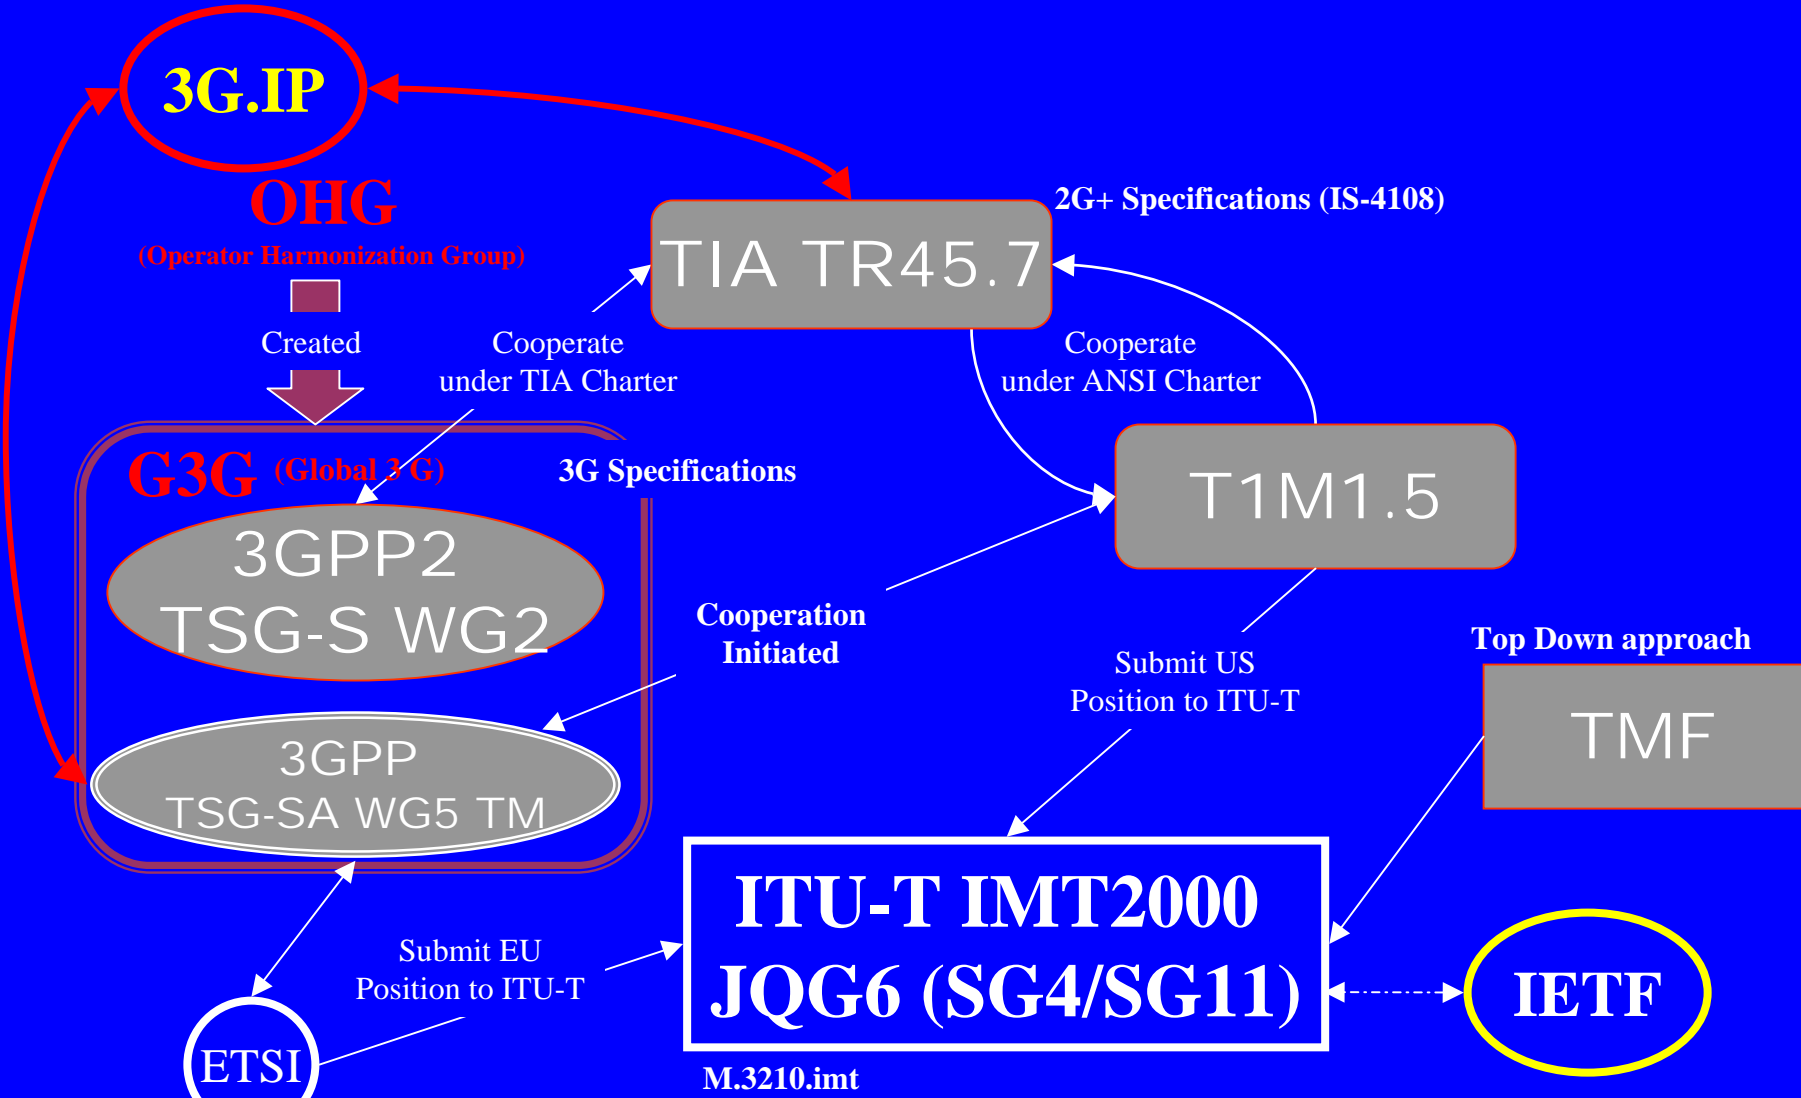 3G.IP
OHG
(Operator Harmonization Group)
2G+ Specifications (IS-4108)
TIA TR45.7
Created
Cooperate
under TIA Charter
Cooperate
under ANSI Charter
G3G (Global 3 G)
3G Specifications
3GPP2
TSG-S WG2
T1M1.5
Cooperation
Initiated
Submit US
Position to ITU-T
Top Down approach
TMF
3GPP
TSG-SA WG5 TM
ITU-T IMT2000
JQG6 (SG4/SG11)
Submit EU
Position to ITU-T
IETF
ETSI
M.3210.imt